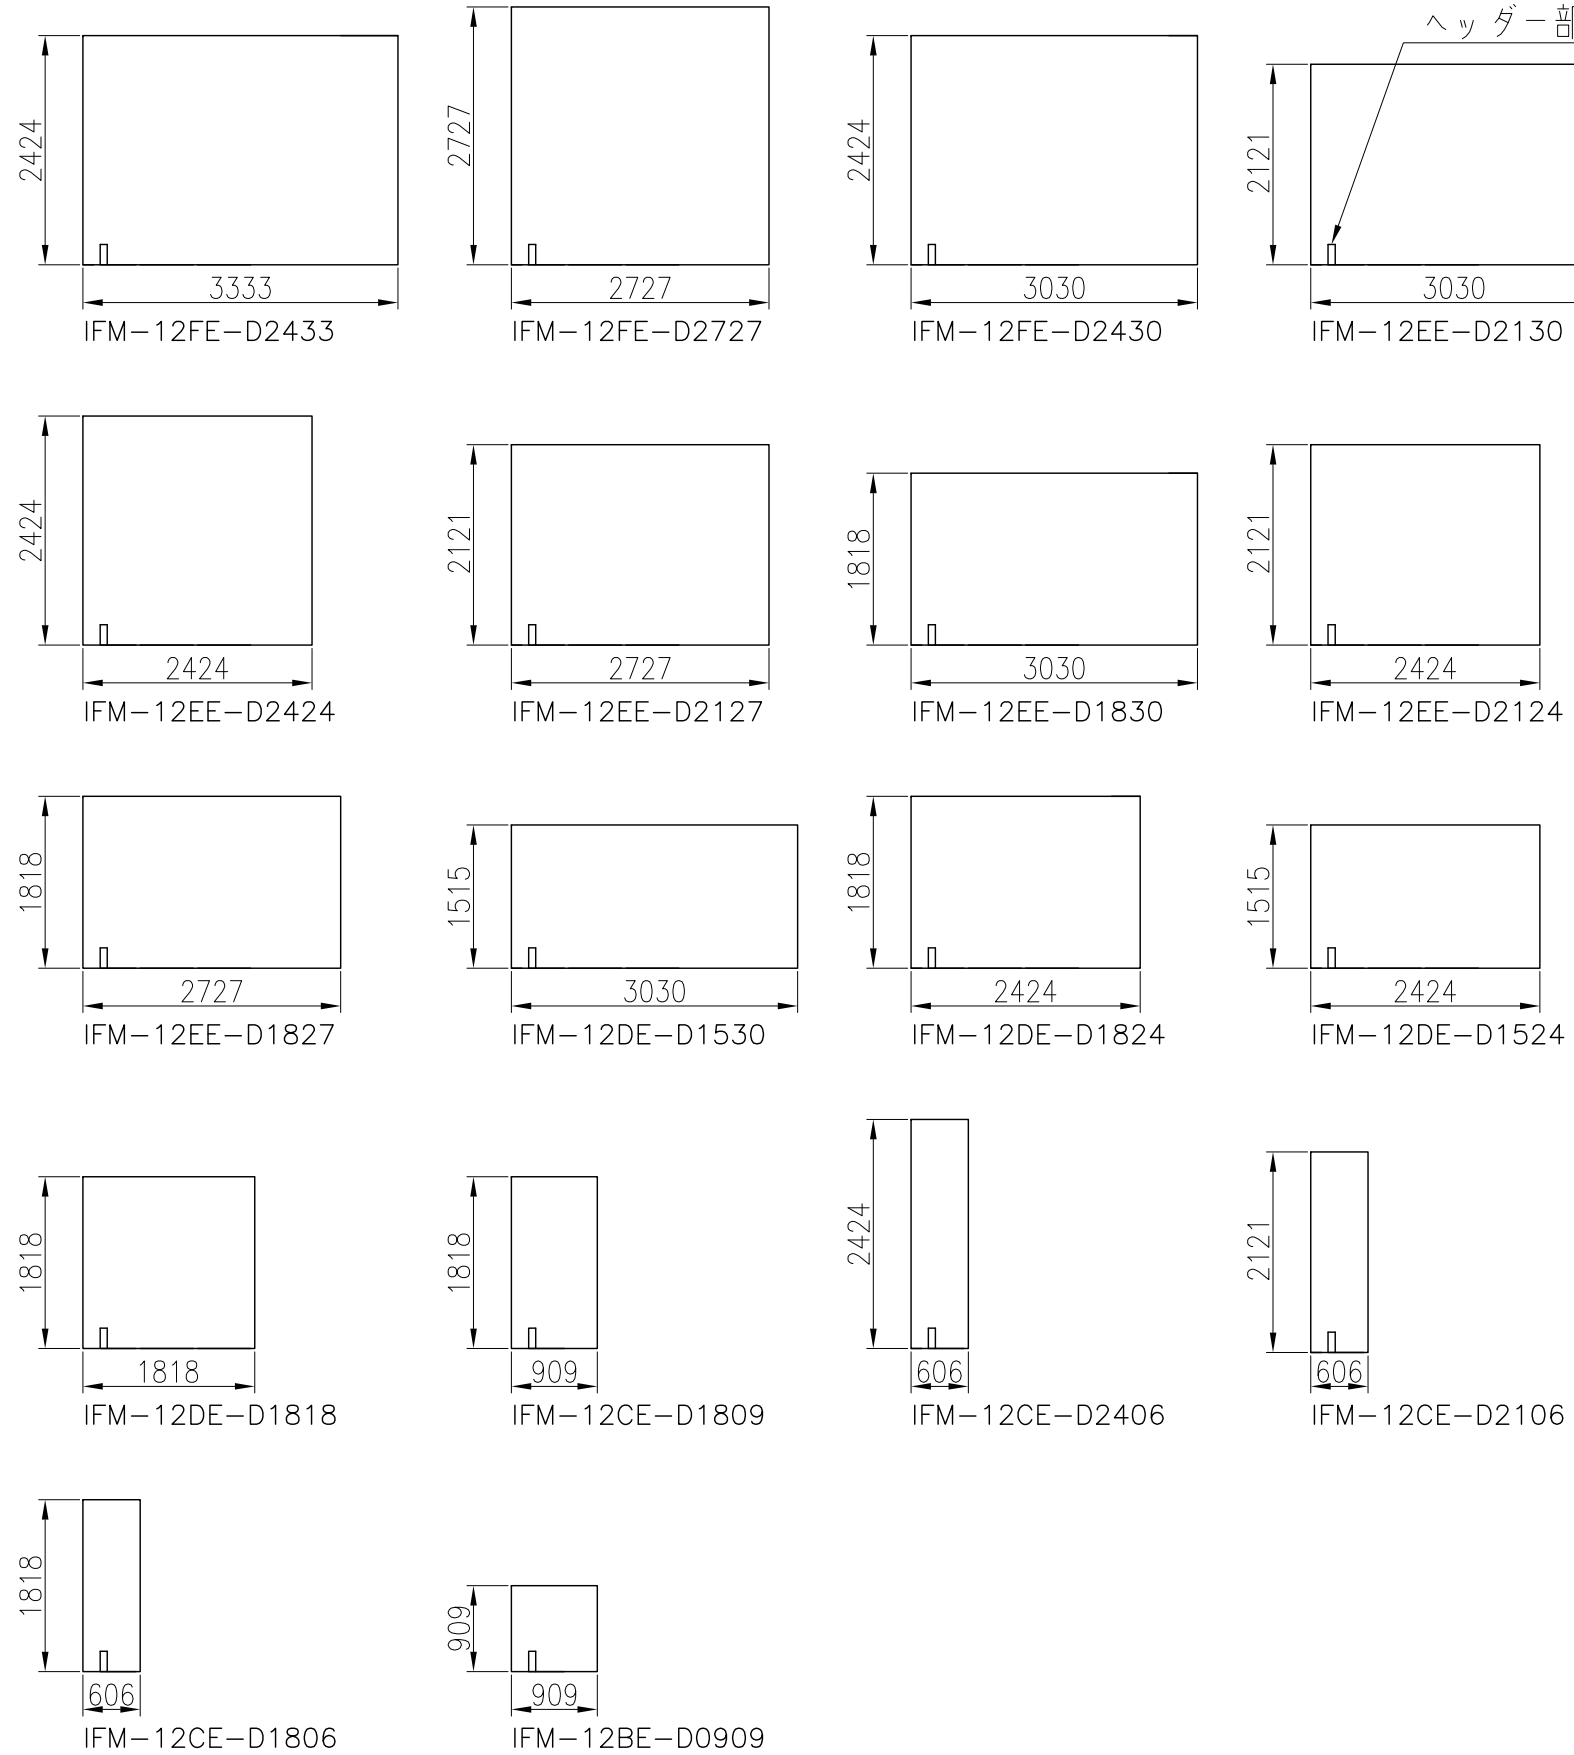 ヘッダー部
2424
3333
IFM-12FE-D2433
2727
2727
IFM-12FE-D2727
2424
3030
IFM-12FE-D2430
2121
3030
IFM-12EE-D2130
2424
2424
IFM-12EE-D2424
2121
2727
IFM-12EE-D2127
1818
3030
IFM-12EE-D1830
2121
2424
IFM-12EE-D2124
1818
2727
IFM-12EE-D1827
1515
3030
IFM-12DE-D1530
1818
2424
IFM-12DE-D1824
1515
2424
IFM-12DE-D1524
1818
1818
IFM-12DE-D1818
1818
909
IFM-12CE-D1809
2424
606
IFM-12CE-D2406
2121
606
IFM-12CE-D2106
1818
606
IFM-12CE-D1806
909
909
IFM-12BE-D0909